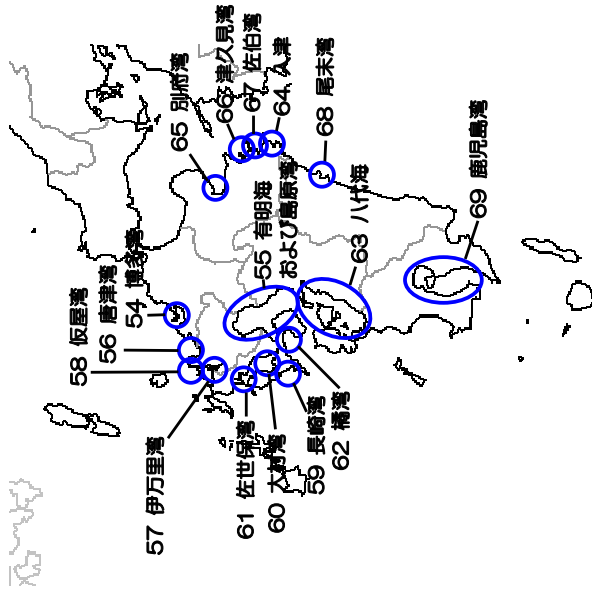 58 仮屋湾
56 唐津湾
54 博多湾
57 伊万里湾
65 別府湾
66 津久見湾
67 佐伯湾
64 入津
68 尾末湾
55 有明海
および島原湾
63 八代海
61 佐世保湾
60 大村湾
59 長崎湾
62 橘湾
69 鹿児島湾